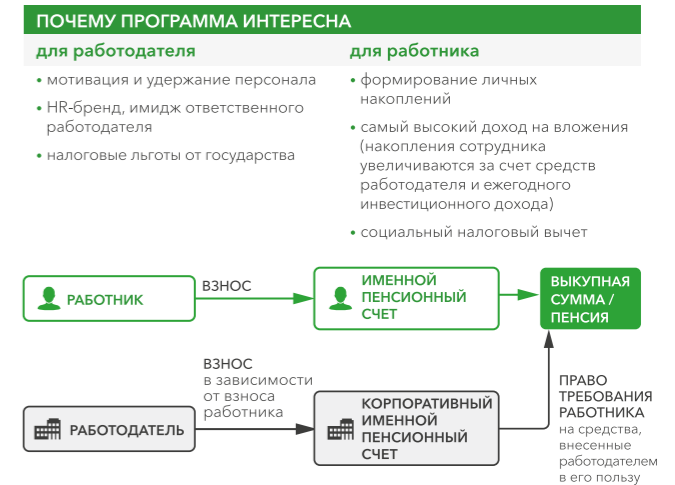 ПОЧЕМУ ПРОГРАММА ИНТЕРЕСНА
для работодателя
• мотивация и удержание персонала
• HR-бренд, имидж ответственного
работодателя
• налоговые льготы от государства
для работника
• формирование личных
накоплений
• самый высокий доход на вложения
(накопления сотрудника
увеличиваются за счет средств
работодателя и ежегодного
инвестиционного дохода)
• социальный налоговый вычет
РАБОТНИК
ВЗНОС
ИМЕННОЙ
ПЕНСИОННЫЙ
СЧЕТ
ВЫКУПНАЯ
СУММА /
ПЕНСИЯ
РАБОТОДАТЕЛЬ
ВЗНОС
в зависимости
от взноса
работника
КОРПОРАТИВНЫЙ
ИМЕННОЙ
ПЕНСИОННЫЙ
СЧЕТ
ПРАВО
ТРЕБОВАНИЯ
РАБОТНИКА
на средства,
внесенные
работодателем
в его пользу